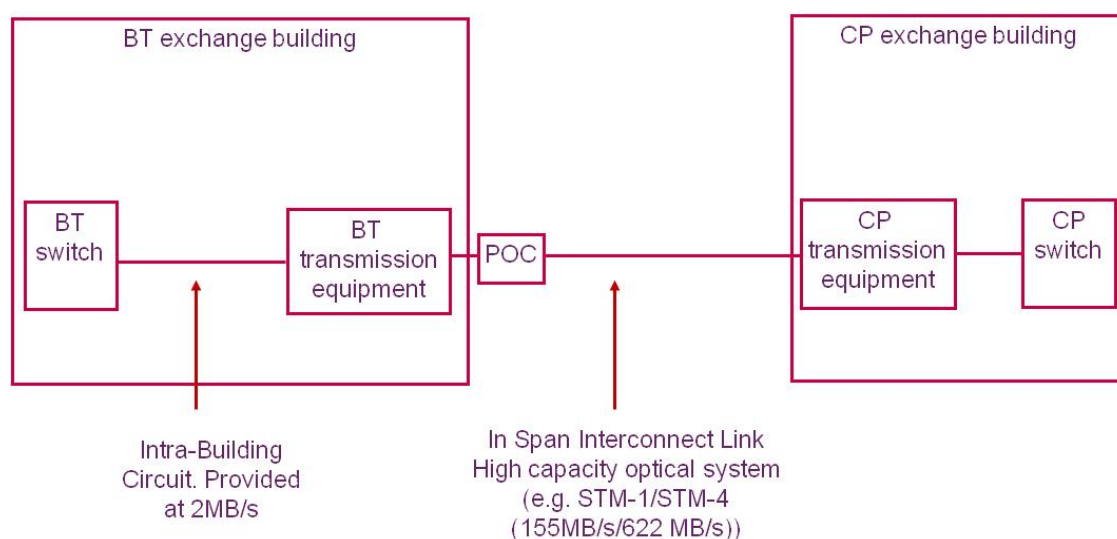 BT exchange building
CP exchange building
BT
switch
BT
transmission
equipment
POC
CP
transmission
equipment
CP
switch
Intra-Building
Circuit. Provided
at 2MB/s
In Span Interconnect Link
High capacity optical system
(e.g. STM-1/STM-4
(155MB/s/622 MB/s))